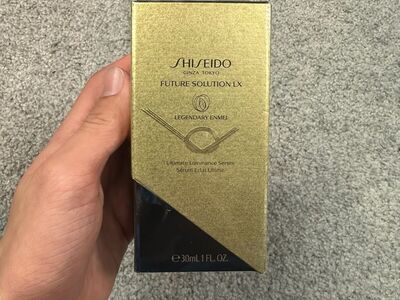 SHISEIDO
GINZA TOKYO
FUTURE SOLUTION LX
LEGENDARY ENMEI
Ultimate Luminance Serum
Sérum Éclat Ultime
℮30mL 1 FL. OZ.